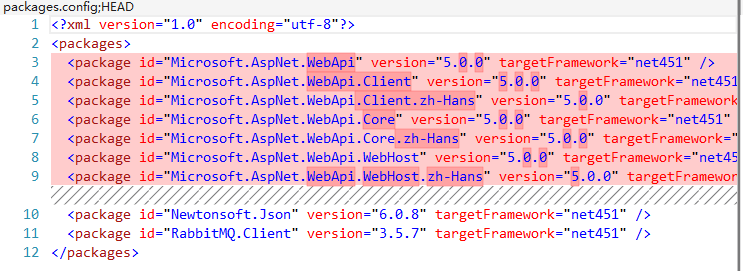 packages.config;HEAD
1 <?xml version="1.0" encoding="utf-8"?>
2 <packages>
3 <package id="Microsoft.AspNet.WebApi" version="5.0.0" targetFramework="net451" />
4 <package id="Microsoft.AspNet.WebApi.Client" version="5.0.0" targetFramework="net4
5 <package id="Microsoft.AspNet.WebApi.Client.zh-Hans" version="5.0.0" targetFramework
6 <package id="Microsoft.AspNet.WebApi.Core" version="5.0.0" targetFramework="net451"
7 <package id="Microsoft.AspNet.WebApi.Core.zh-Hans" version="5.0.0" targetFramework="
8 <package id="Microsoft.AspNet.WebApi.WebHost" version="5.0.0" targetFramework="net45
9 <package id="Microsoft.AspNet.WebApi.WebHost.zh-Hans" version="5.0.0" targetFramewor
10 <package id="Newtonsoft.Json" version="6.0.8" targetFramework="net451" />
11 <package id="RabbitMQ.Client" version="3.5.7" targetFramework="net451" />
12 </packages>